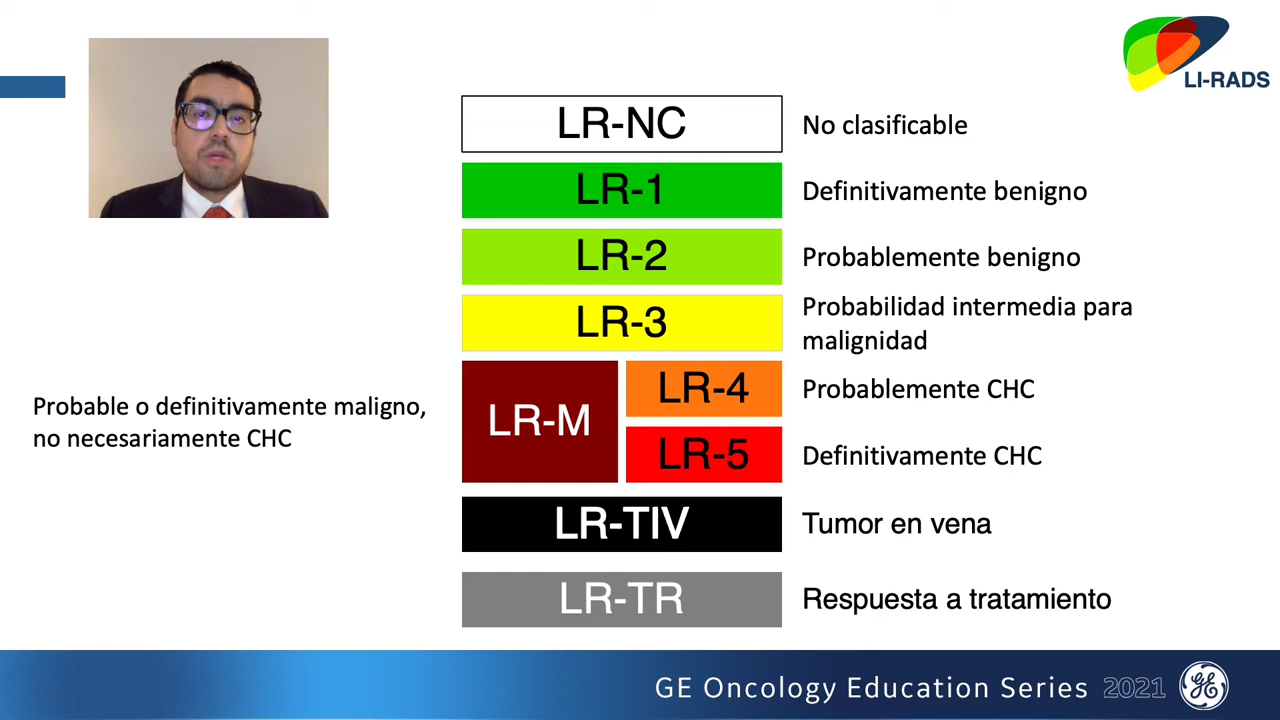 LI-RADS
LR-NC
No clasificable
LR-1
Definitivamente benigno
LR-2
Probablemente benigno
LR-3
Probabilidad intermedia para
malignidad
Probable o definitivamente maligno,
no necesariamente CHC
LR-M
LR-4
Probablemente CHC
LR-5
Definitivamente CHC
LR-TIV
Tumor en vena
LR-TR
Respuesta a tratamiento
GE Oncology Education Series 2021
GE